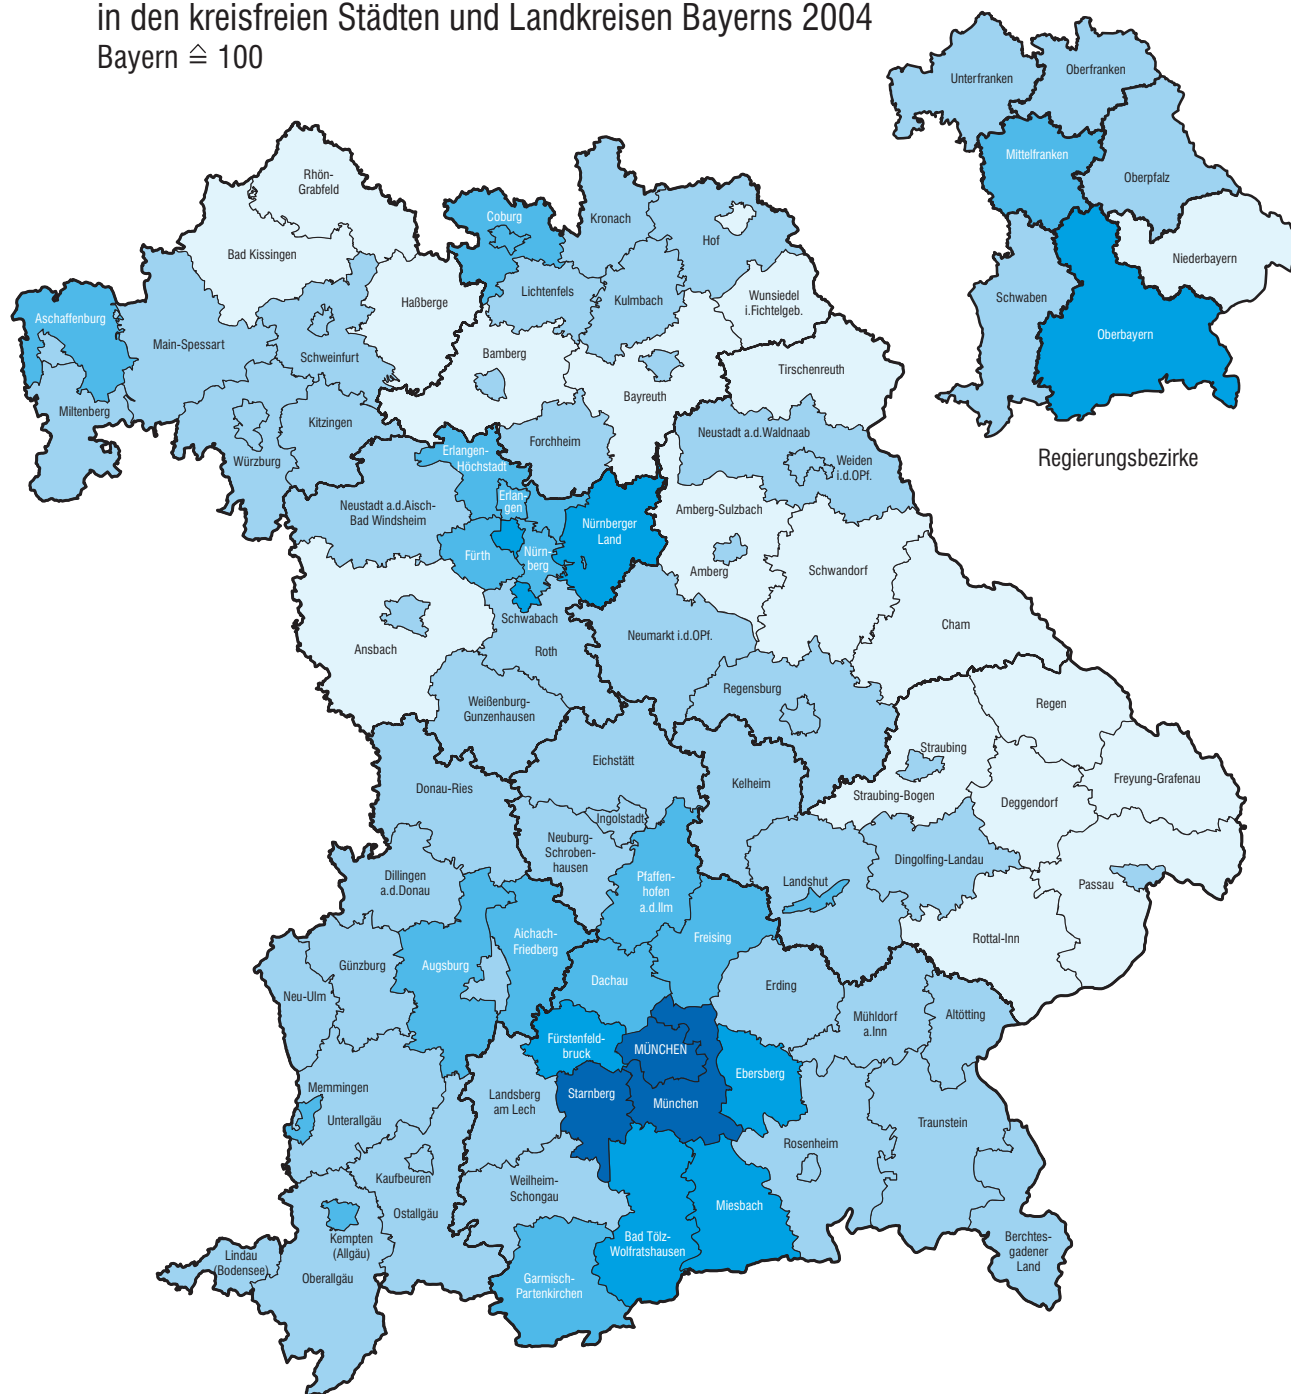 in den kreisfreien Städten und Landkreisen Bayerns 2004
Bayern ≙ 100
Unterfranken
Oberfranken
Mittelfranken
Oberpfalz
Niederbayern
Schwaben
Oberbayern
Regierungsbezirke
Rhön-
Grabfeld
Bad Kissingen
Coburg
Kronach
Hof
Haßberge
Lichtenfels
Kulmbach
Wunsiedel
i.Fichtelgeb.
Aschaffenburg
Main-Spessart
Schweinfurt
Bamberg
Bayreuth
Tirschenreuth
Miltenberg
Kitzingen
Würzburg
Forchheim
Erlangen-
Höchstadt
Neustadt a.d.Waldnaab
Weiden
i.d.OPf.
Neustadt a.d.Aisch-
Bad Windsheim
Erlan-
gen
Nürnberger
Land
Fürth
Nürn-
berg
Amberg-Sulzbach
Amberg
Schwandorf
Cham
Schwabach
Roth
Ansbach
Neumarkt i.d.OPf.
Weißenburg-
Gunzenhausen
Regensburg
Regen
Straubing
Straubing-Bogen
Deggendorf
Freyung-Grafenau
Eichstätt
Kelheim
Donau-Ries
Ingolstadt
Neuburg-
Schroben-
hausen
Dillingen
a.d.Donau
Pfaffen-
hofen
a.d.Ilm
Landshut
Dingolfing-Landau
Passau
Rottal-Inn
Aichach-
Friedberg
Freising
Augsburg
Günzburg
Neu-Ulm
Dachau
Erding
Mühldorf
a.Inn
Altötting
Fürstenfeld-
bruck
MÜNCHEN
München
Ebersberg
Starnberg
Landsberg
am Lech
Memmingen
Unterallgäu
Kaufbeuren
Ostallgäu
Weilheim-
Schongau
Rosenheim
Traunstein
Miesbach
Bad Tölz-
Wolfratshausen
Berchtes-
gadener
Land
Kempten
(Allgäu)
Lindau
(Bodensee)
Oberallgäu
Garmisch-
Partenkirchen